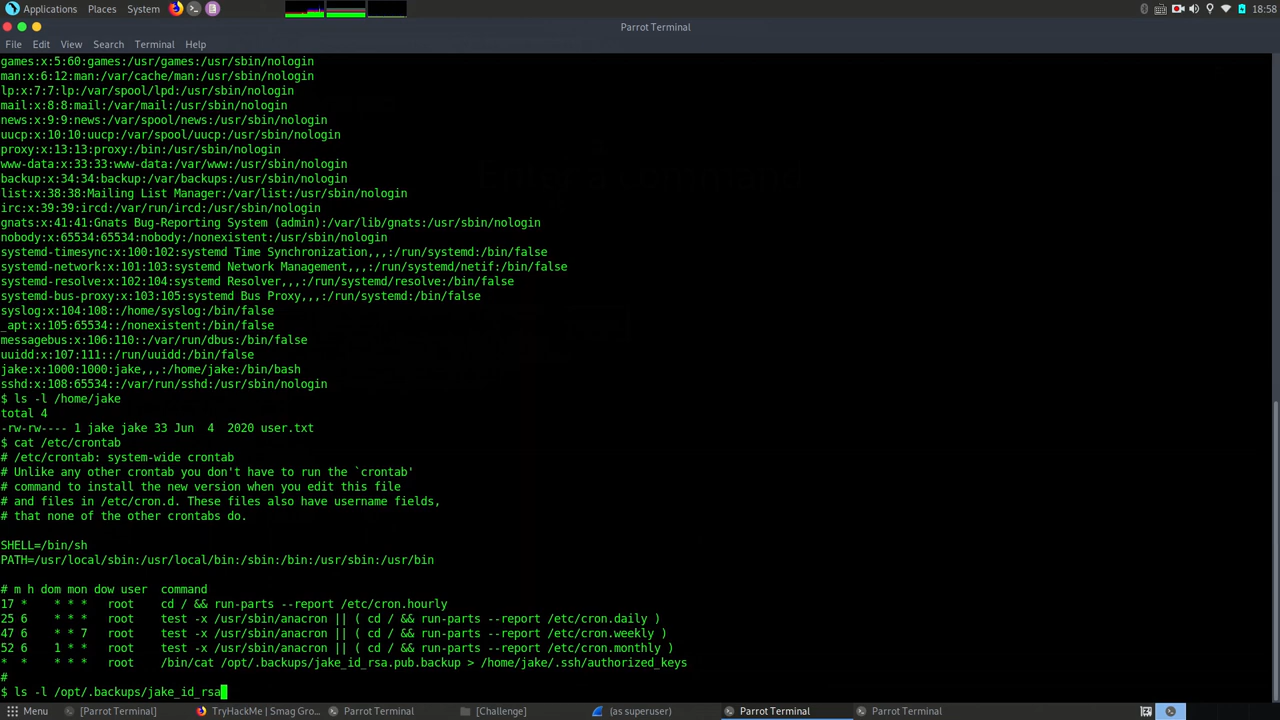 Applications Places System
18:58
Parrot Terminal
File Edit View Search Terminal Help
games:x:5:60:games:/usr/games:/usr/sbin/nologin
man:x:6:12:man:/var/cache/man:/usr/sbin/nologin
lp:x:7:7:lp:/var/spool/lpd:/usr/sbin/nologin
mail:x:8:8:mail:/var/mail:/usr/sbin/nologin
news:x:9:9:news:/var/spool/news:/usr/sbin/nologin
uucp:x:10:10:uucp:/var/spool/uucp:/usr/sbin/nologin
proxy:x:13:13:proxy:/bin:/usr/sbin/nologin
www-data:x:33:33:www-data:/var/www:/usr/sbin/nologin
backup:x:34:34:backup:/var/backups:/usr/sbin/nologin
list:x:38:38:Mailing List Manager:/var/list:/usr/sbin/nologin
irc:x:39:39:ircd:/var/run/ircd:/usr/sbin/nologin
gnats:x:41:41:Gnats Bug-Reporting System (admin):/var/lib/gnats:/usr/sbin/nologin
nobody:x:65534:65534:nobody:/nonexistent:/usr/sbin/nologin
systemd-timesync:x:100:102:systemd Time Synchronization,,,:/run/systemd:/bin/false
systemd-network:x:101:103:systemd Network Management,,,:/run/systemd/netif:/bin/false
systemd-resolve:x:102:104:systemd Resolver,,,:/run/systemd/resolve:/bin/false
systemd-bus-proxy:x:103:105:systemd Bus Proxy,,,:/run/systemd:/bin/false
syslog:x:104:108::/home/syslog:/bin/false
_apt:x:105:65534::/nonexistent:/bin/false
messagebus:x:106:110::/var/run/dbus:/bin/false
uuidd:x:107:111::/run/uuidd:/bin/false
jake:x:1000:1000:jake,,,:/home/jake:/bin/bash
sshd:x:108:65534::/var/run/sshd:/usr/sbin/nologin
$ ls -l /home/jake
total 4
-rw-rw---- 1 jake jake 33 Jun  4  2020 user.txt
$ cat /etc/crontab
# /etc/crontab: system-wide crontab
# Unlike any other crontab you don't have to run the `crontab'
# command to install the new version when you edit this file
# and files in /etc/cron.d. These files also have username fields,
# that none of the other crontabs do.
SHELL=/bin/sh
PATH=/usr/local/sbin:/usr/local/bin:/sbin:/bin:/usr/sbin:/usr/bin
# m h dom mon dow user  command
17 *    * * *   root    cd / && run-parts --report /etc/cron.hourly
25 6    * * *   root    test -x /usr/sbin/anacron || ( cd / && run-parts --report /etc/cron.daily )
47 6    * * 7   root    test -x /usr/sbin/anacron || ( cd / && run-parts --report /etc/cron.weekly )
52 6    1 * *   root    test -x /usr/sbin/anacron || ( cd / && run-parts --report /etc/cron.monthly )
*  *    * * *   root    /bin/cat /opt/.backups/jake_id_rsa.pub.backup > /home/jake/.ssh/authorized_keys
#
$ ls -l /opt/.backups/jake_id_rsa
Menu [Parrot Terminal] TryHackMe | Smag Gro... Parrot Terminal [Challenge] (as superuser) Parrot Terminal Parrot Terminal